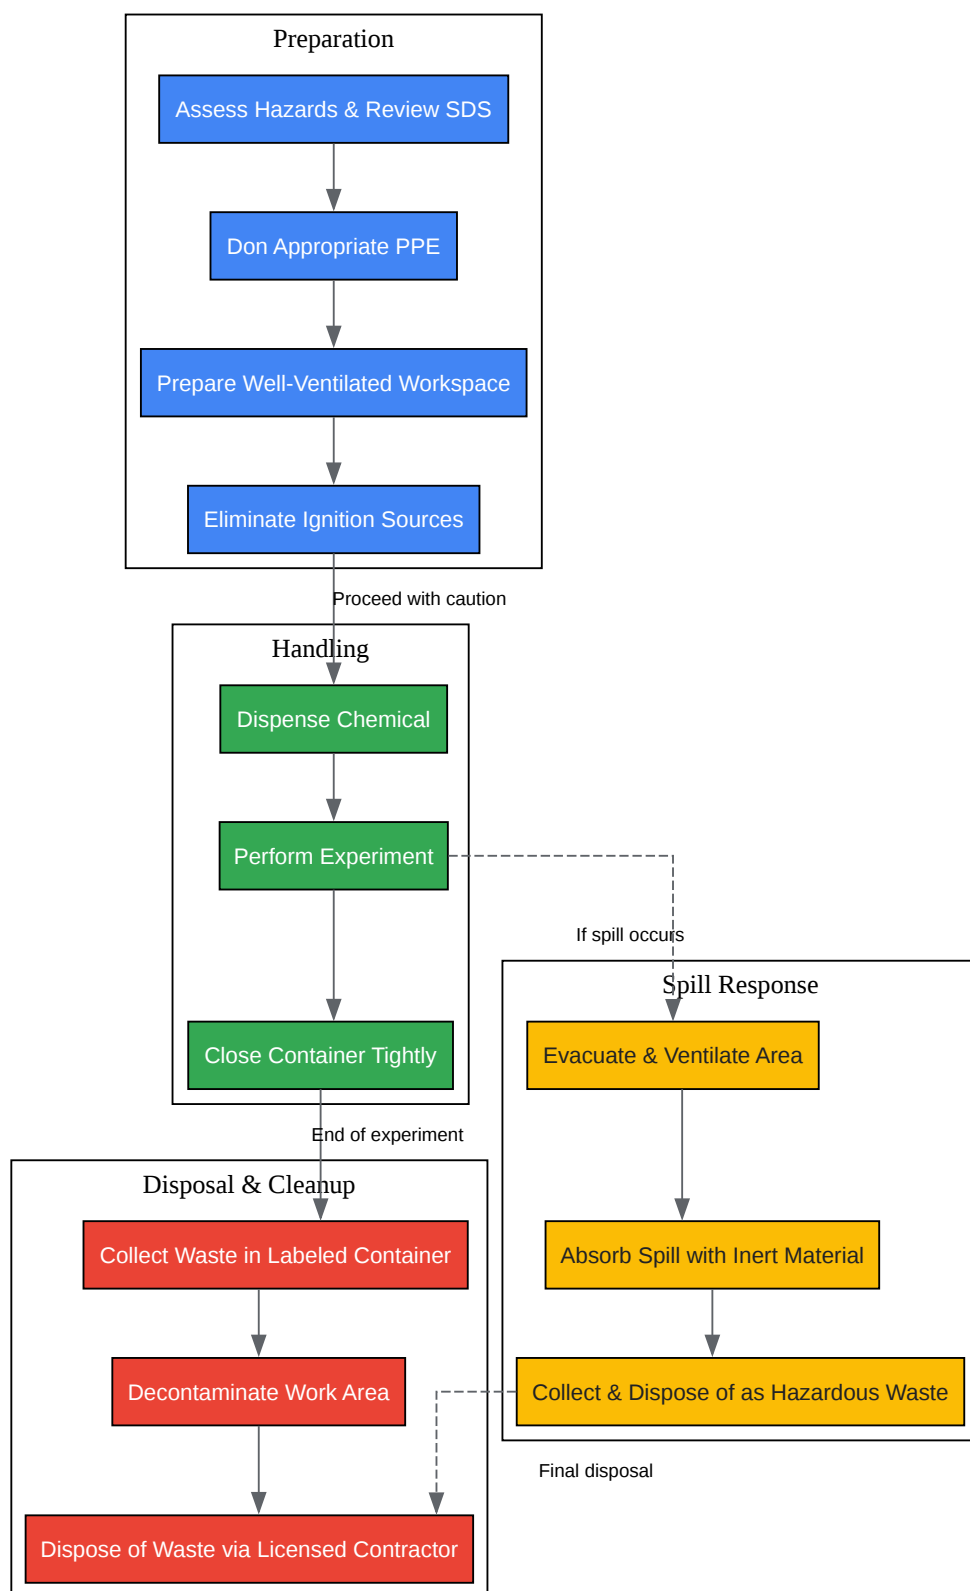 Preparation
Assess Hazards & Review SDS
Don Appropriate PPE
Prepare Well-Ventilated Workspace
Eliminate Ignition Sources
Proceed with caution
Handling
Dispense Chemical
Perform Experiment
If spill occurs
Spill Response
Close Container Tightly
Evacuate & Ventilate Area
End of experiment
Disposal & Cleanup
Collect Waste in Labeled Container
Absorb Spill with Inert Material
Decontaminate Work Area
Collect & Dispose of as Hazardous Waste
Final disposal
Dispose of Waste via Licensed Contractor